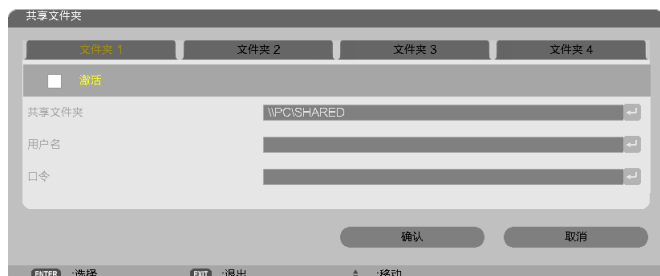 共享文件夹
文件夹 1 文件夹 2 文件夹 3 文件夹 4
激活
共享文件夹 \\PC\SHARED
用户名
口令
确认 取消
ENTER :选择 EXIT :退出 :移动